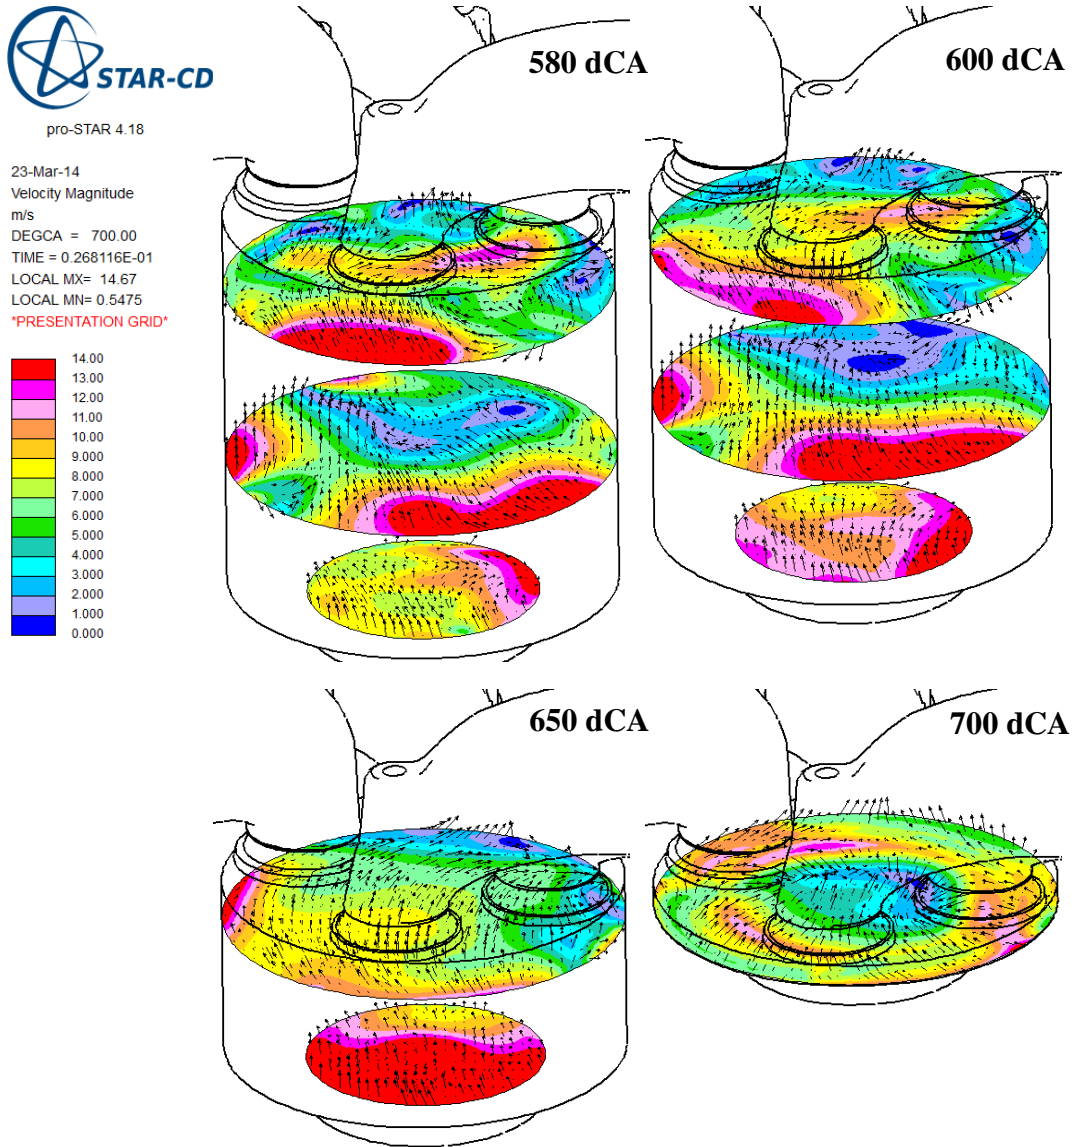 STAR-CD
pro-STAR 4.18
23-Mar-14
Velocity Magnitude
m/s
DEGCA = 700.00
TIME = 0.268116E-01
LOCAL MX= 14.67
LOCAL MN= 0.5475
*PRESENTATION GRID*
14.00
13.00
12.00
11.00
10.00
9.000
8.000
7.000
6.000
5.000
4.000
3.000
2.000
1.000
0.000
580 dCA
600 dCA
650 dCA
700 dCA